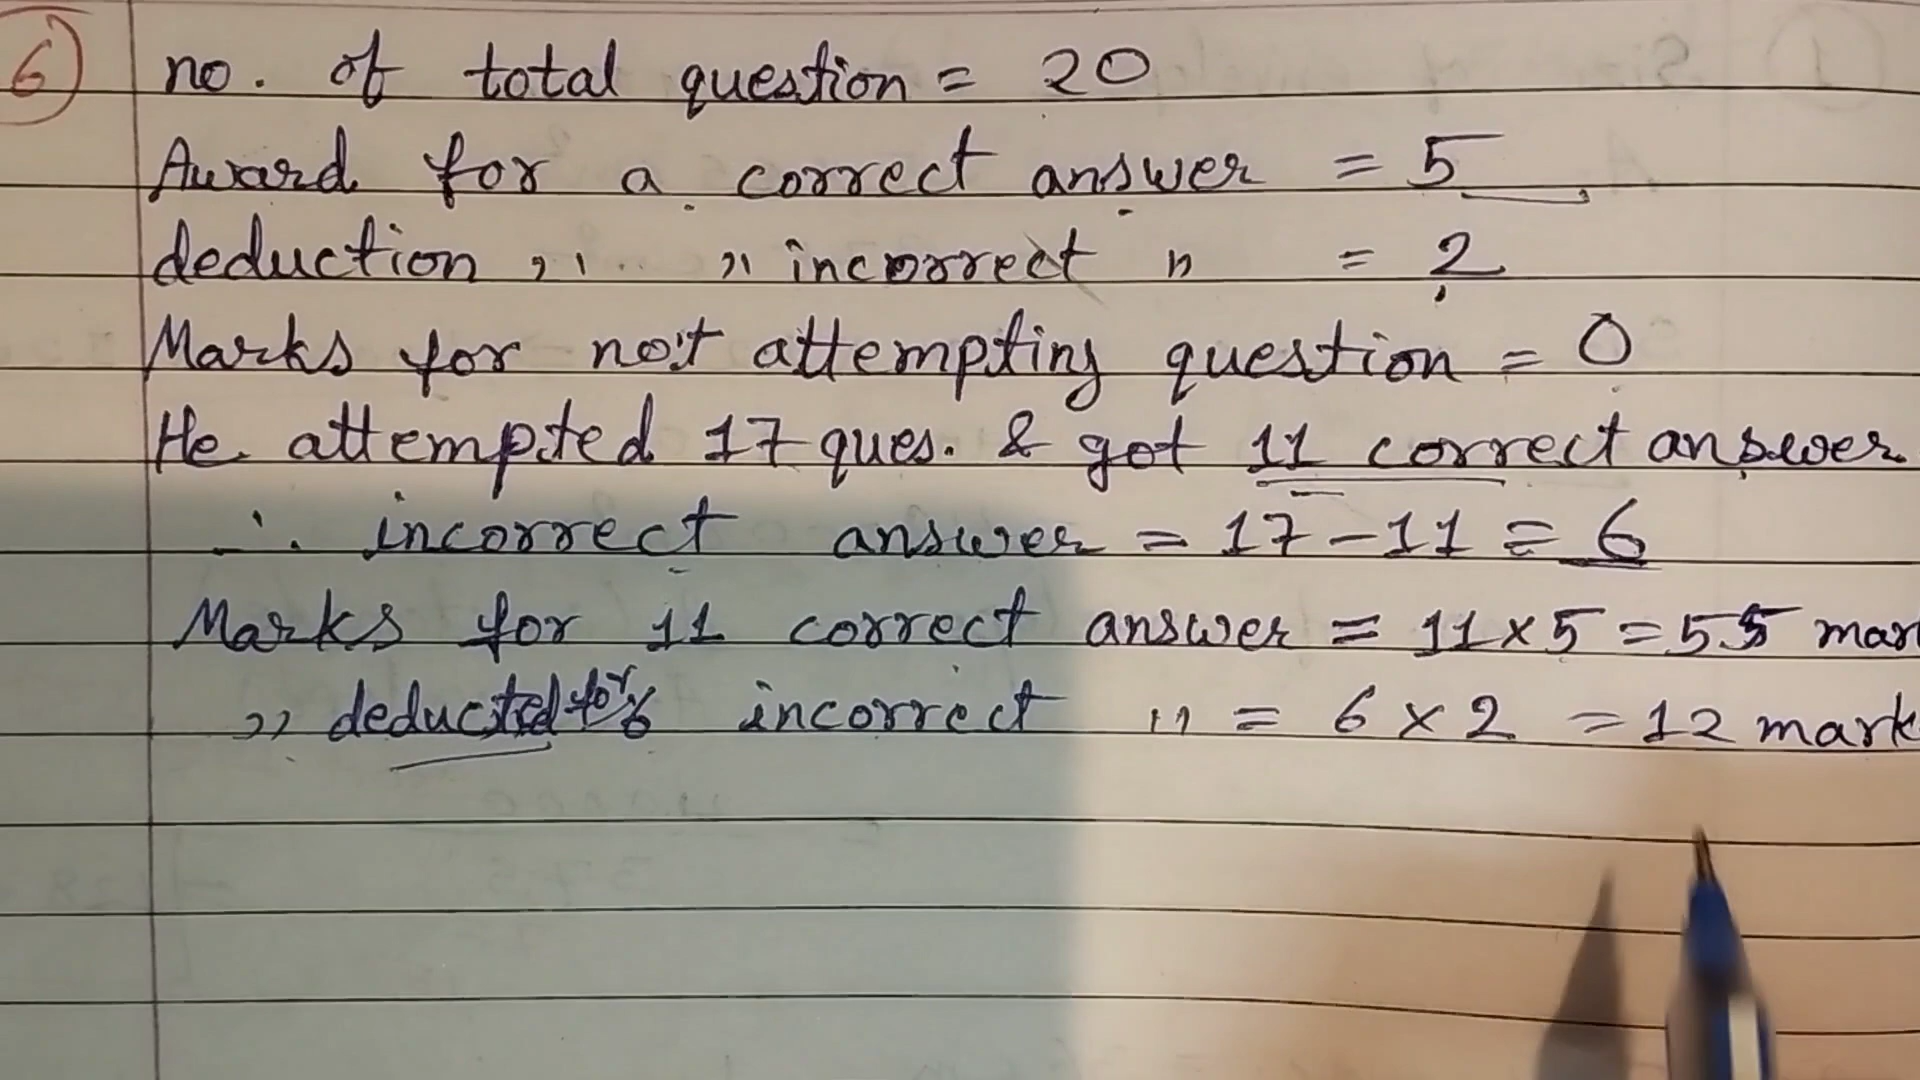 6 no. of total question = 20
Award for a correct answer = 5
deduction ,, ,, incorrect ,, = 2
Marks for not attempting question = 0
He attempted 17 ques. & got 11 correct answer
∴ incorrect answer = 17 - 11 = 6
Marks for 11 correct answer = 11 × 5 = 55 mar
,, deducted for 6 incorrect ,, = 6 × 2 = 12 mark